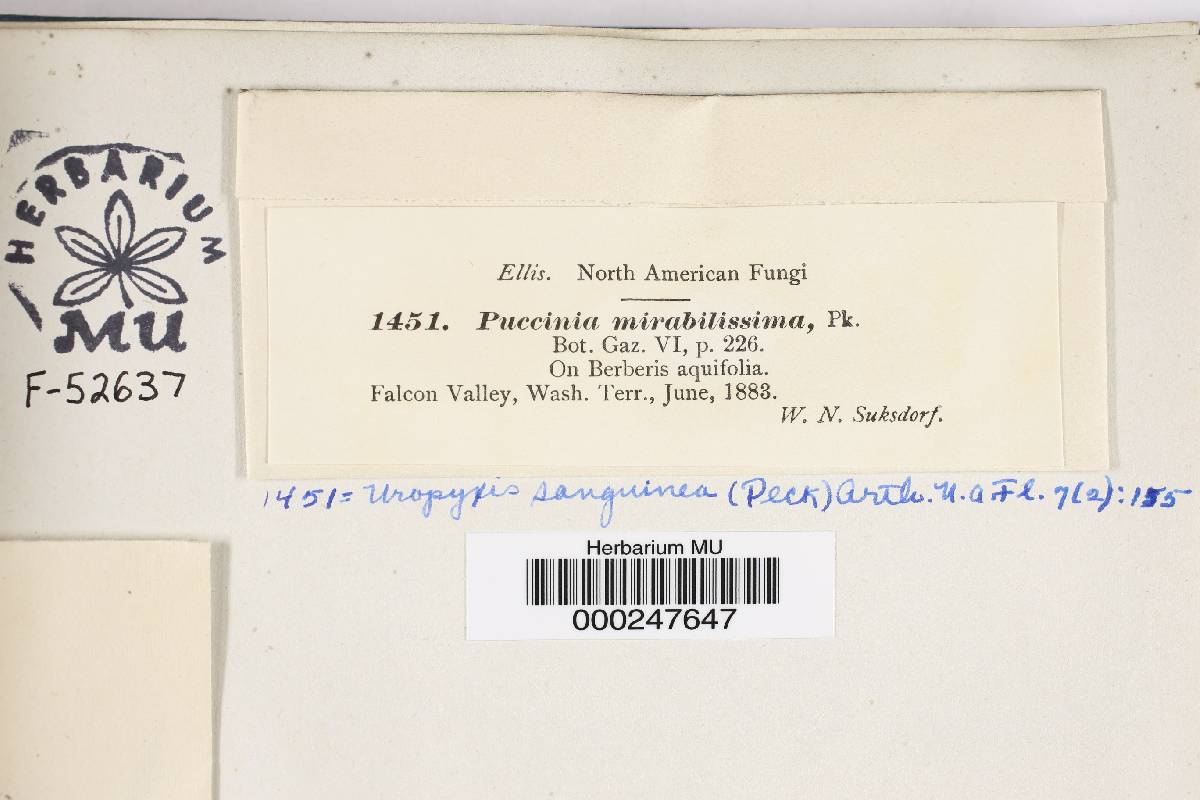 HERBARIUM
MU
F-52637
Ellis. North American Fungi
1451. Puccinia mirabilissima, Pk.
Bot. Gaz. VI, p. 226.
On Berberis aquifolia.
Falcon Valley, Wash. Terr., June, 1883.
W. N. Suksdorf.
1451 = Uropyxis sanguinea (Peck) Arth. N. a Fl. 7(2):155
Herbarium MU
000247647